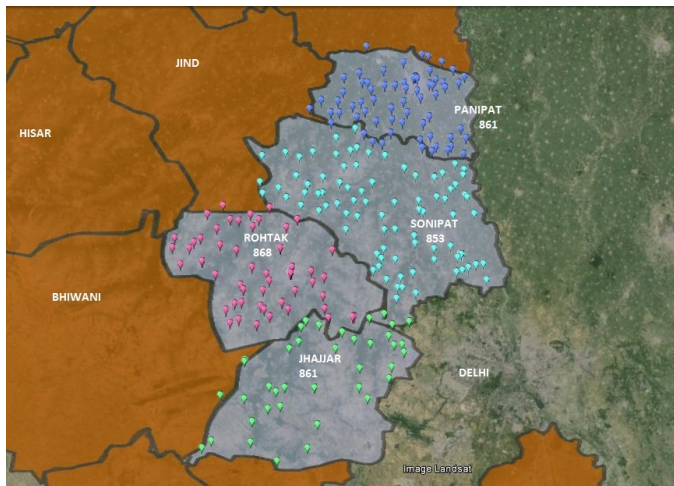 JIND
PANIPAT
861
HISAR
SONIPAT
853
ROHTAK
868
BHIWANI
JHAJJAR
861
DELHI
Image Landsat